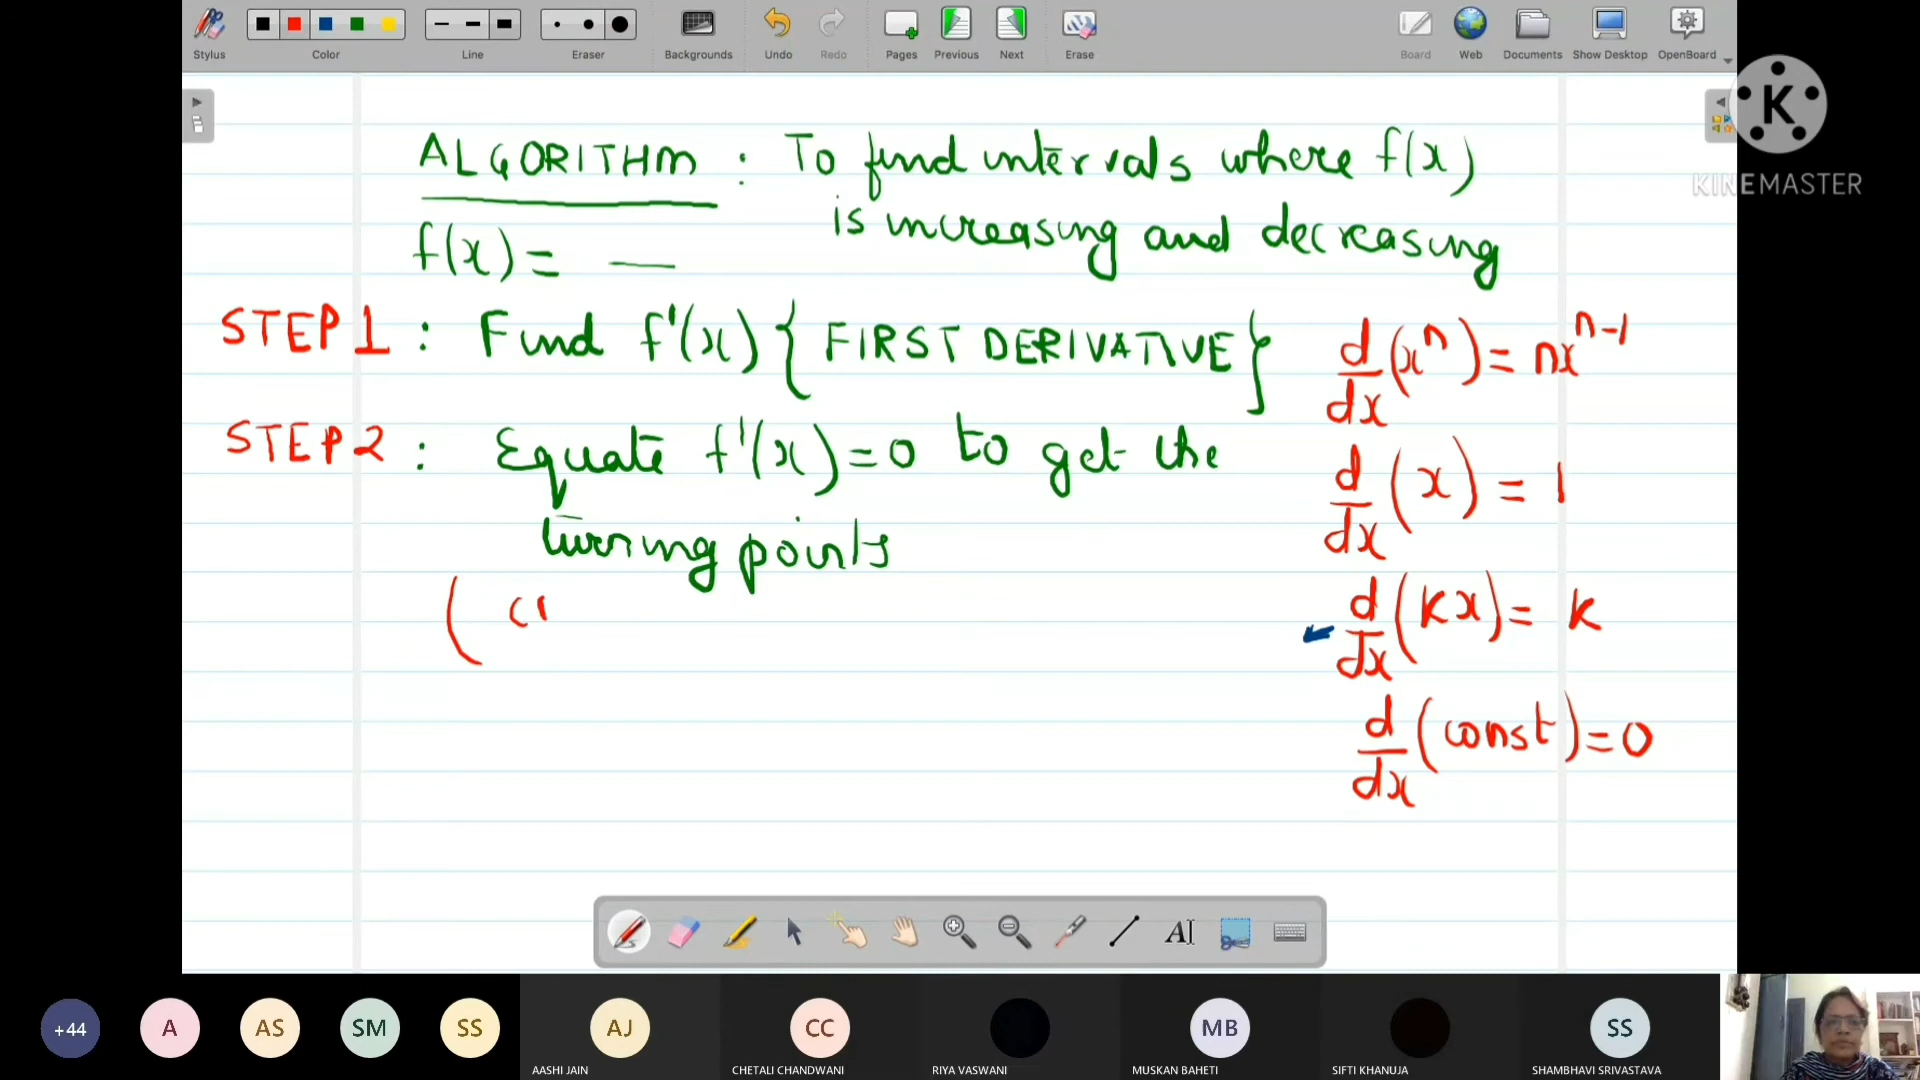 Stylus Color Line Eraser Backgrounds Undo Redo Pages Previous Next Erase Board Web Documents Show Desktop OpenBoard
K
KINEMASTER
ALGORITHM : To find intervals where f(x)
is increasing and decreasing
f(x) = —
STEP 1 : Find f'(x) { FIRST DERIVATIVE }
STEP 2 : Equate f'(x) = 0 to get the
turning points
(
d/dx (x^n) = nx^(n-1)
d/dx (x) = 1
d/dx (kx) = k
d/dx (const) = 0
+44 A AS SM SS AJ CC MB SS
AASHI JAIN CHETALI CHANDWANI RIYA VASWANI MUSKAN BAHETI SIFTI KHANUJA SHAMBHAVI SRIVASTAVA